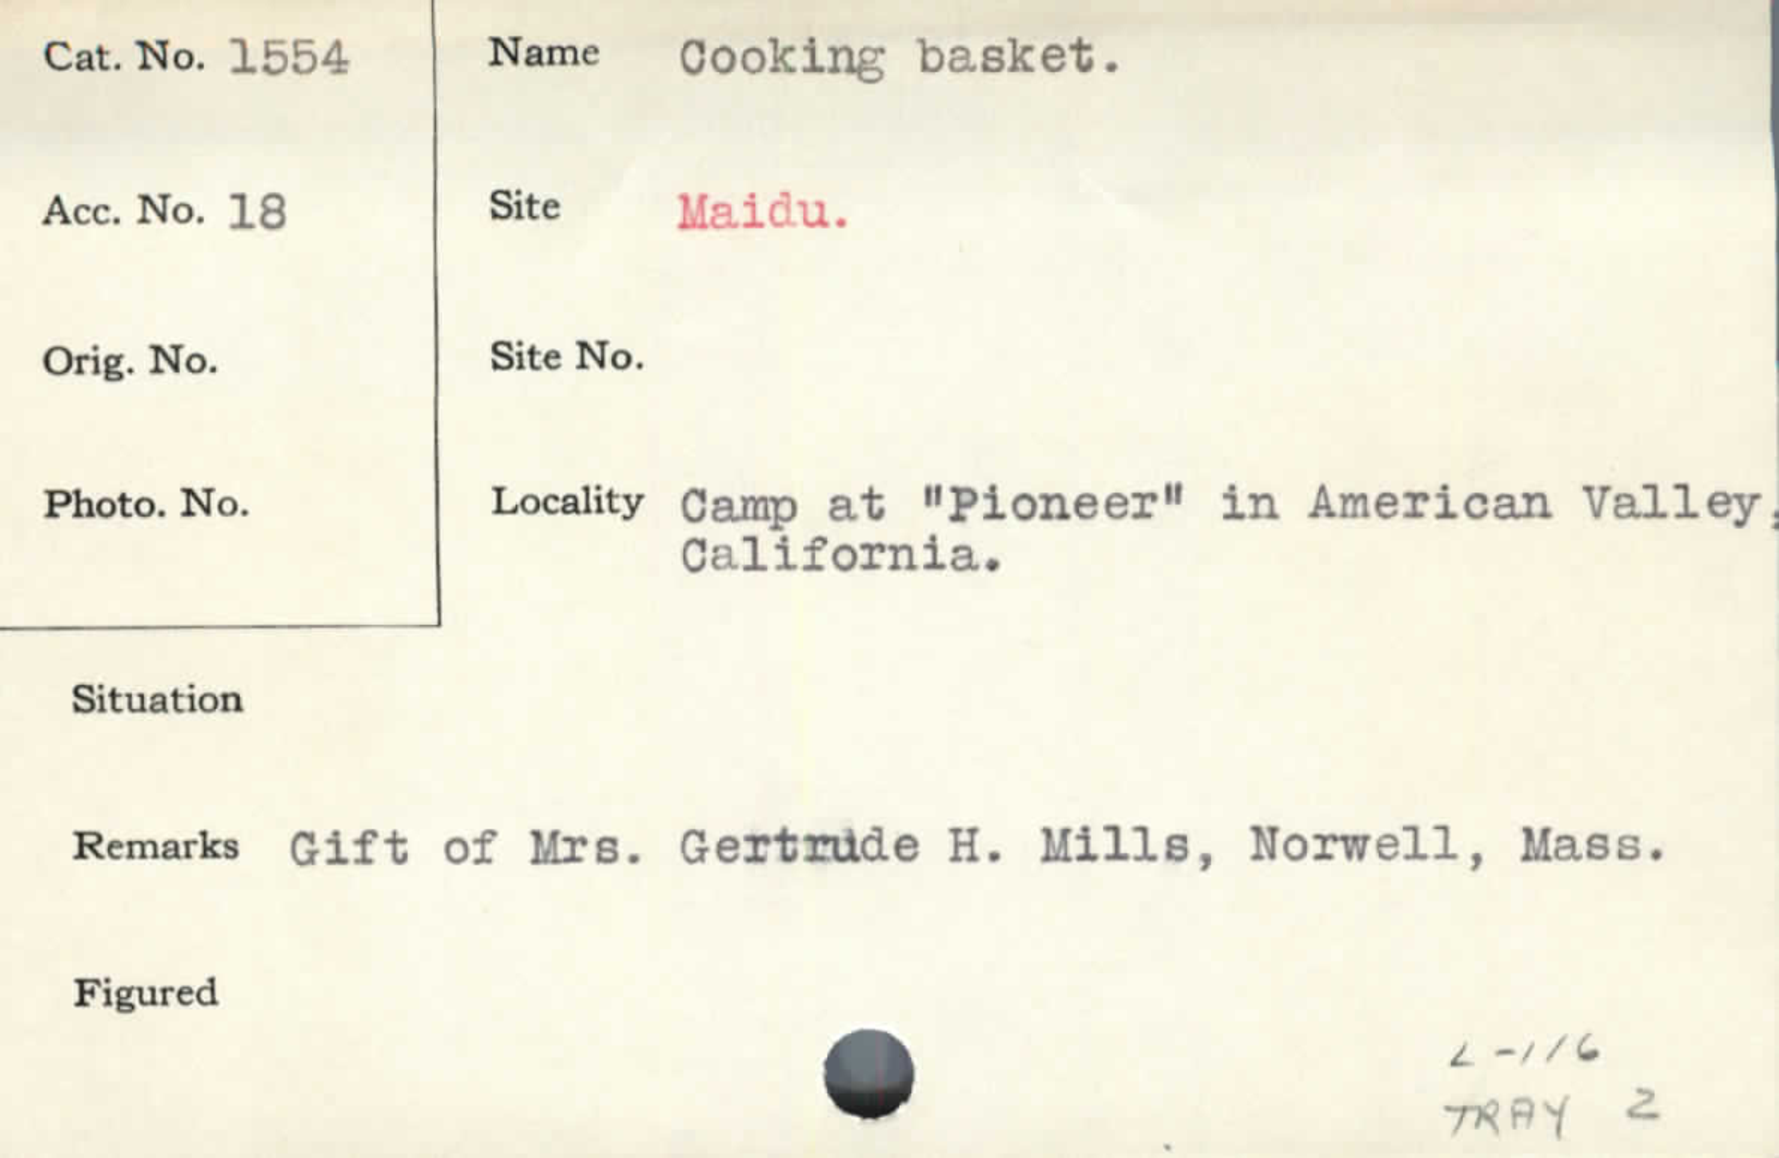 Cat. No. 1554
Name Cooking basket.
Acc. No. 18
Site Maidu.
Orig. No.
Site No.
Photo. No.
Locality Camp at "Pioneer" in American Valley,
California.
Situation
Remarks Gift of Mrs. Gertrude H. Mills, Norwell, Mass.
Figured
L-116
TRAY 2